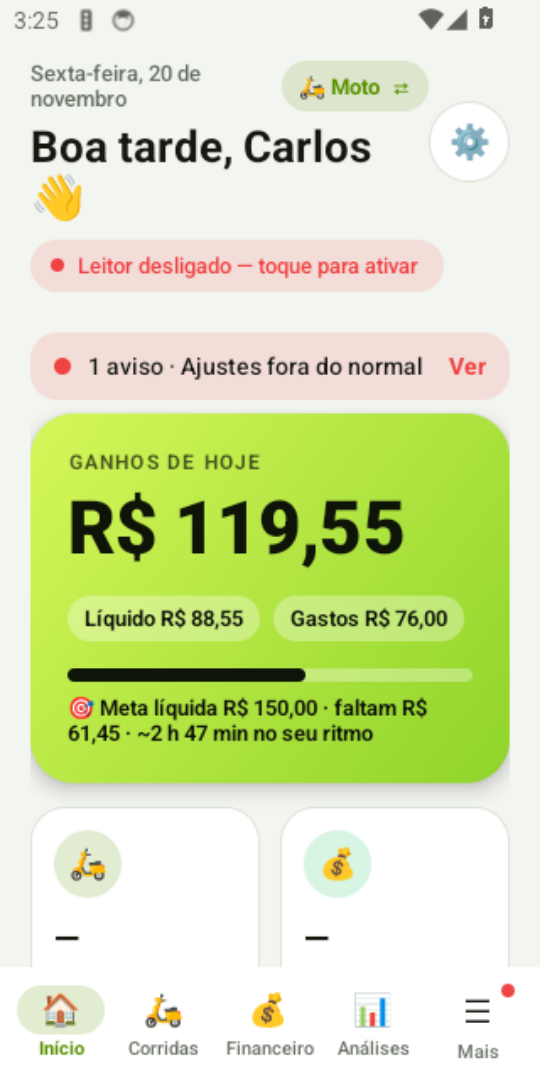 3:25
Sexta-feira, 20 de
novembro
Moto
Boa tarde, Carlos
Leitor desligado — toque para ativar
1 aviso · Ajustes fora do normal Ver
GANHOS DE HOJE
R$ 119,55
Líquido R$ 88,55 Gastos R$ 76,00
Meta líquida R$ 150,00 · faltam R$
61,45 · ~2 h 47 min no seu ritmo
— —
Início Corridas Financeiro Análises Mais